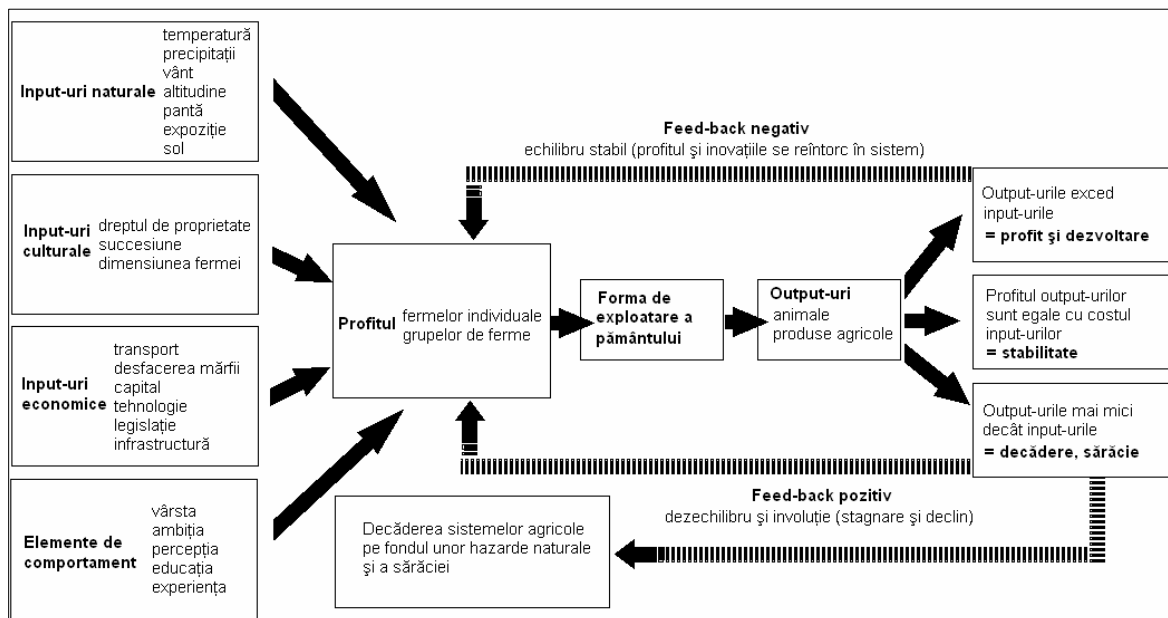 Input-uri naturale
temperatură
precipitații
vânt
altitudine
pantă
expoziție
sol
Input-uri
culturale
dreptul de proprietate
succesiune
dimensiunea fermei
Input-uri
economice
transport
desfacerea mărfii
capital
tehnologie
legislație
infrastructură
Elemente de
comportament
vârsta
ambiția
percepția
educația
experiența
Feed-back negativ
echilibru stabil (profitul și inovațiile se reîntorc în sistem)
Profitul
fermelor individuale
grupelor de ferme
Forma de
exploatare a
pământului
Output-uri
animale
produse agricole
Output-urile exced
input-urile
= profit şi dezvoltare
Profitul output-urilor
sunt egale cu costul
input-urilor
= stabilitate
Output-urile mai mici
decât input-urile
= decădere, sărăcie
Feed-back pozitiv
dezechilibru şi involuție (stagnare şi declin)
Decăderea sistemelor agricole
pe fondul unor hazarde naturale
şi a sărăciei